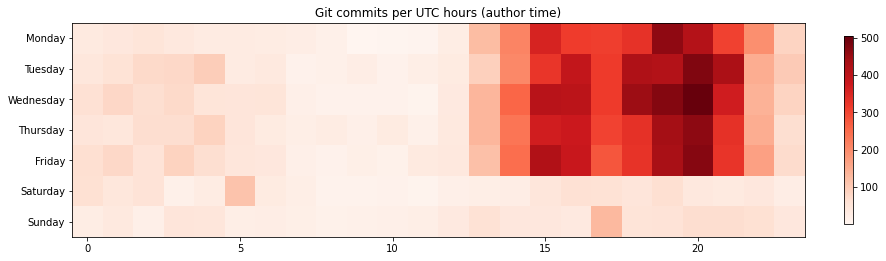 Git commits per UTC hours (author time)
Monday
Tuesday
Wednesday
Thursday
Friday
Saturday
Sunday
0 5 10 15 20
500
400
300
200
100